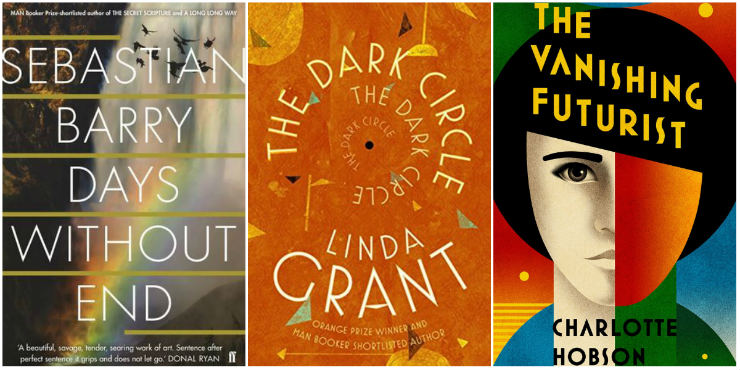 MAN Booker Prize-shortlisted author of THE SECRET SCRIPTURE and A LONG LONG WAY
SEBASTIAN
BARRY
DAYS
WITHOUT
END
'A beautiful, savage, tender, searing work of art. Sentence after
perfect sentence it grips and does not let go.' DONAL RYAN
ff
THE DARK CIRCLE
THE DARK CIRCLE
THE DARK CIRCLE
LINDA
GRANT
ORANGE PRIZE WINNER AND
MAN BOOKER SHORTLISTED AUTHOR
THE
VANISHING
FUTURIST
CHARLOTTE
HOBSON